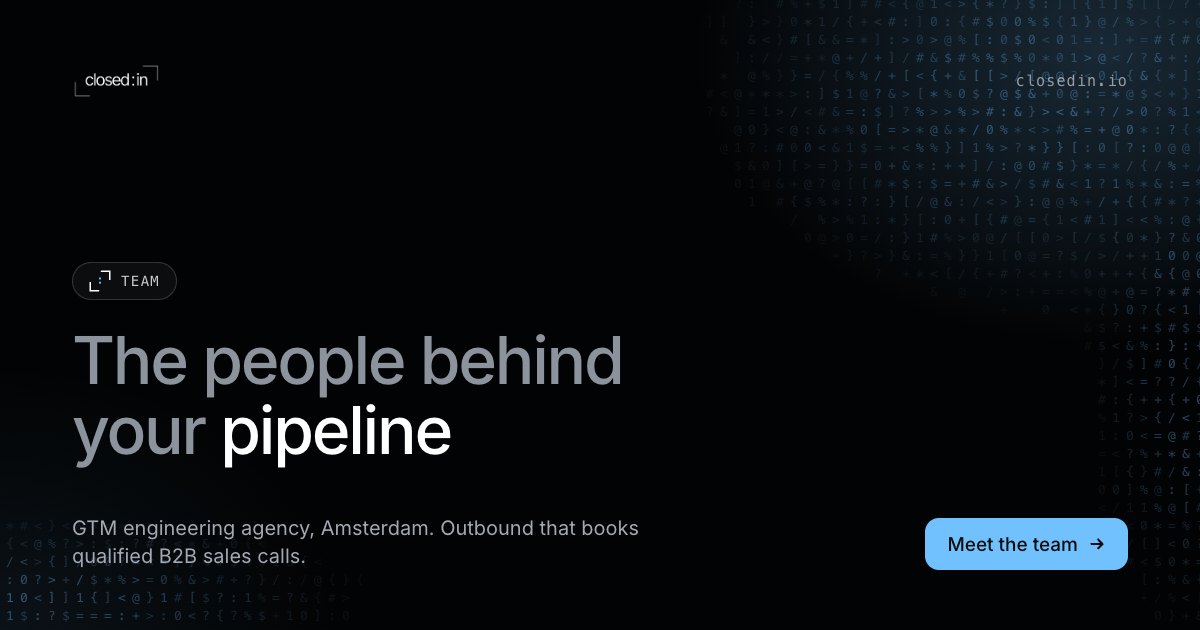 closed:in
closedin.io
TEAM
The people behind
your pipeline
GTM engineering agency, Amsterdam. Outbound that books
qualified B2B sales calls.
Meet the team →